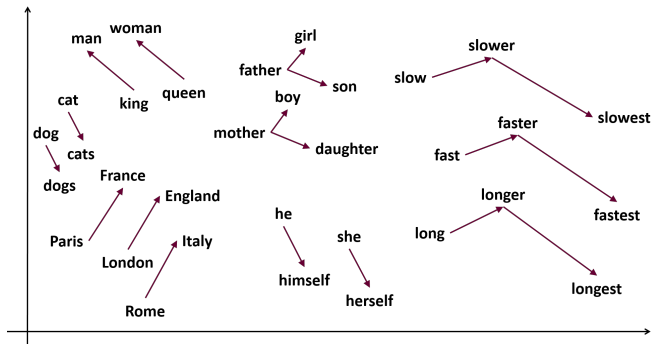 man
woman
king
queen
cat
cats
dog
dogs
France
England
Paris
London
Italy
Rome
girl
father
son
boy
mother
daughter
he
himself
she
herself
slower
slow
slowest
faster
fast
fastest
longer
long
longest